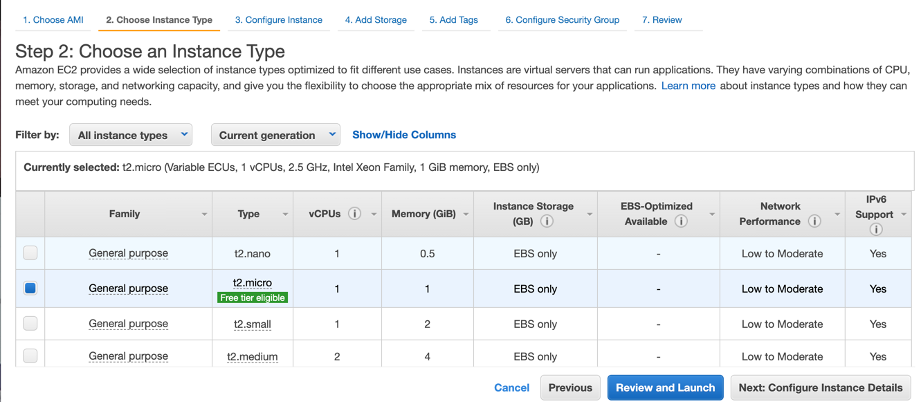 1. Choose AMI 2. Choose Instance Type 3. Configure Instance 4. Add Storage 5. Add Tags 6. Configure Security Group 7. Review
Step 2: Choose an Instance Type
Amazon EC2 provides a wide selection of instance types optimized to fit different use cases. Instances are virtual servers that can run applications. They have varying combinations of CPU,
memory, storage, and networking capacity, and give you the flexibility to choose the appropriate mix of resources for your applications. Learn more about instance types and how they can
meet your computing needs.
Filter by: All instance types Current generation Show/Hide Columns
Currently selected: t2.micro (Variable ECUs, 1 vCPUs, 2.5 GHz, Intel Xeon Family, 1 GiB memory, EBS only)
Family Type vCPUs i Memory (GiB) Instance Storage (GB) i EBS-Optimized Available i Network Performance i IPv6 Support i
General purpose t2.nano 1 0.5 EBS only - Low to Moderate Yes
General purpose t2.micro Free tier eligible 1 1 EBS only - Low to Moderate Yes
General purpose t2.small 1 2 EBS only - Low to Moderate Yes
General purpose t2.medium 2 4 EBS only - Low to Moderate Yes
Cancel Previous Review and Launch Next: Configure Instance Details